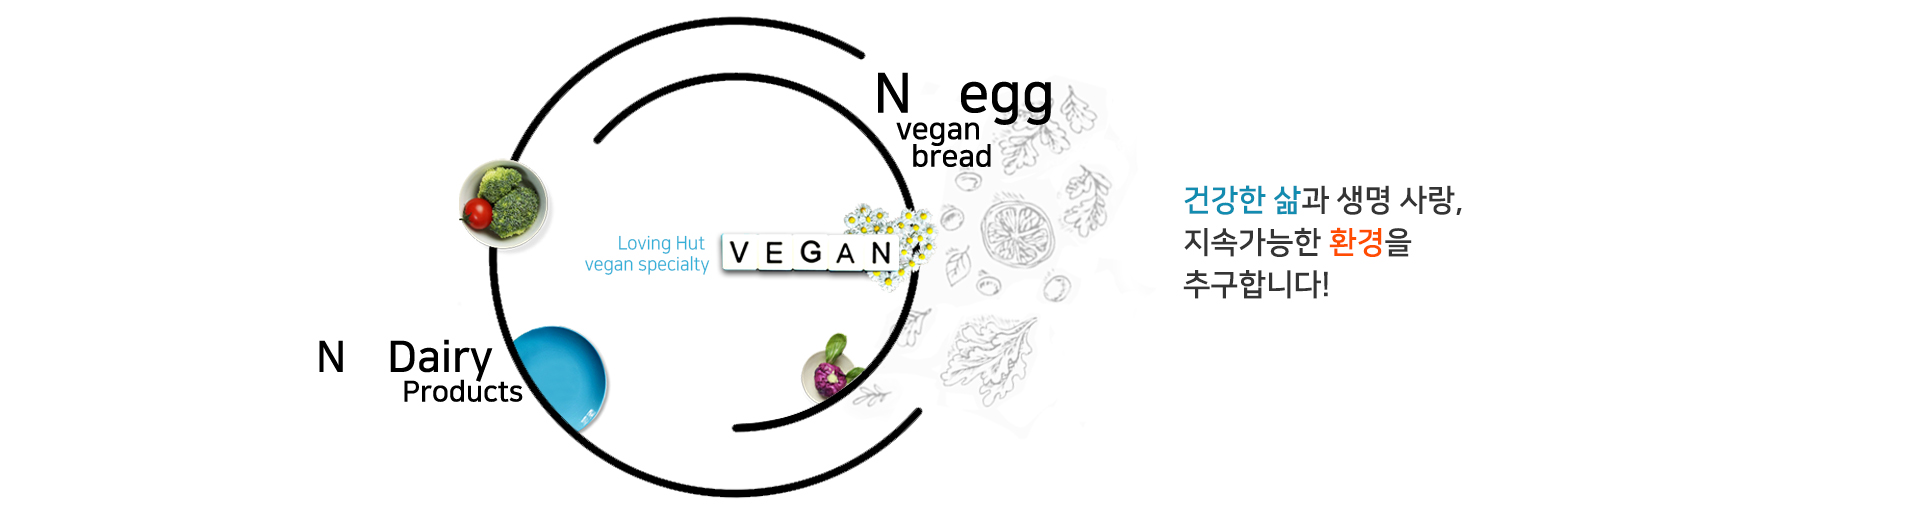 N egg
vegan
bread
Loving Hut
vegan specialty
VEGAN
N Dairy
Products
건강한 삶과 생명 사랑,
지속가능한 환경을
추구합니다!